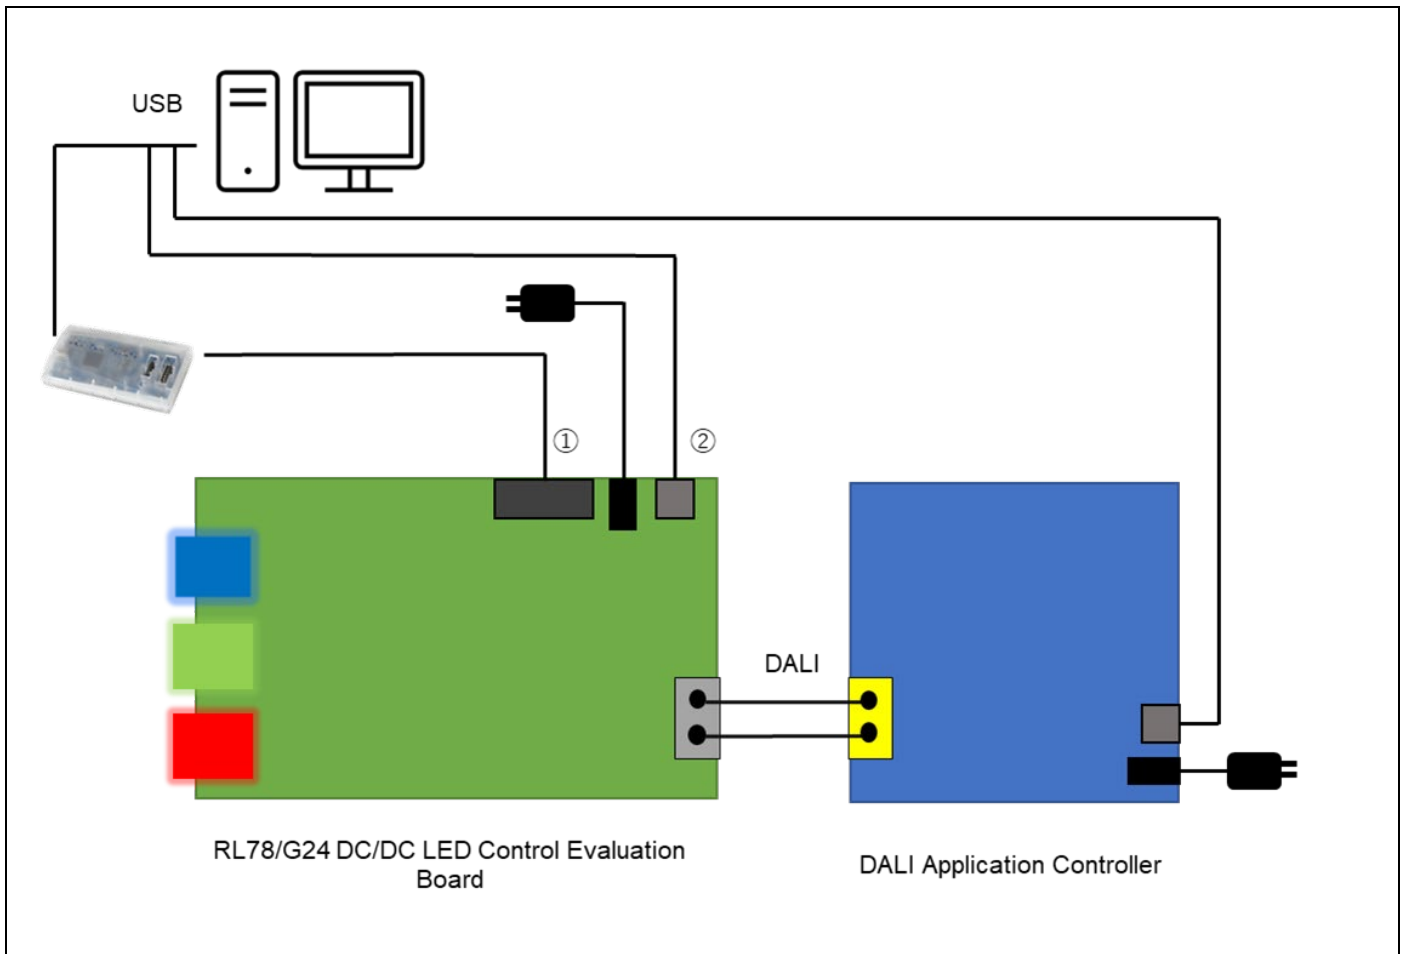 USB
①
②
DALI
RL78/G24 DC/DC LED Control Evaluation
Board
DALI Application Controller